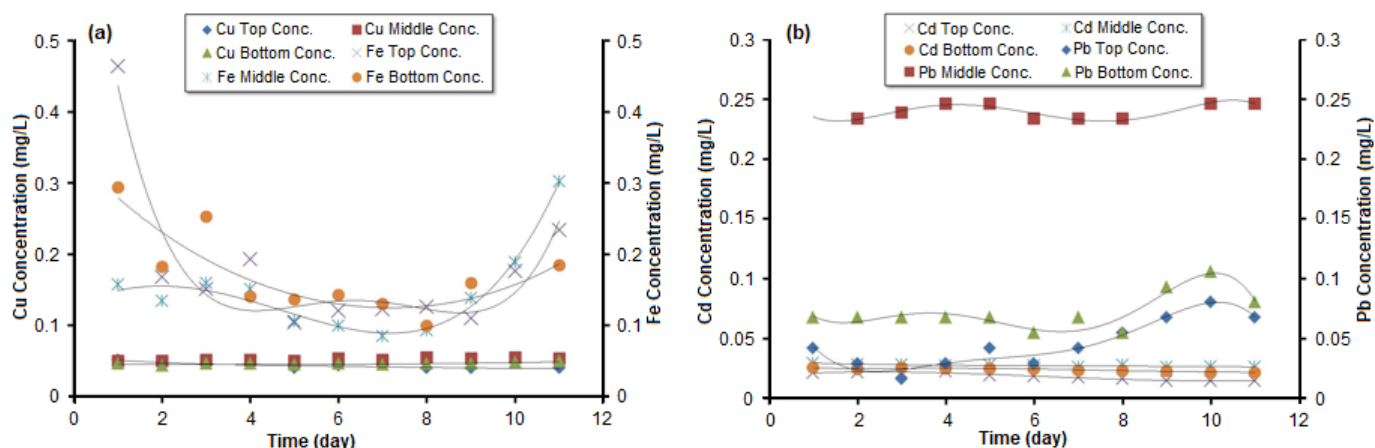 (a)
Cu Top Conc. Cu Middle Conc.
Cu Bottom Conc. Fe Top Conc.
Fe Middle Conc. Fe Bottom Conc.
Cu Concentration (mg/L)
0.5
0.4
0.3
0.2
0.1
0
0 2 4 6 8 10 12
Time (day)
0.5
0.4
0.3
0.2
0.1
0
Fe Concentration (mg/L)
(b)
Cd Top Conc. Cd Middle Conc.
Cd Bottom Conc. Pb Top Conc.
Pb Middle Conc. Pb Bottom Conc.
Cd Concentration (mg/L)
0.3
0.25
0.2
0.15
0.1
0.05
0
0 2 4 6 8 10 12
Time (day)
0.3
0.25
0.2
0.15
0.1
0.05
0
Pb Concentration (mg/L)